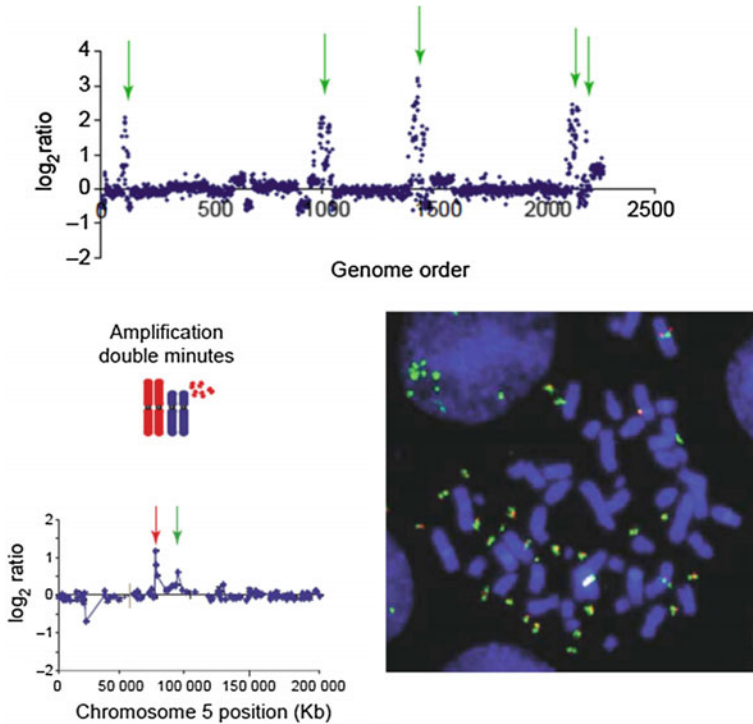 4
3
2
1
0
–1
–2
log2ratio
0 500 1000 1500 2000 2500
Genome order
Amplification
double minutes
2
1
0
–1
–2
log2 ratio
0 50 000 100 000 150 000 200 000
Chromosome 5 position (Kb)